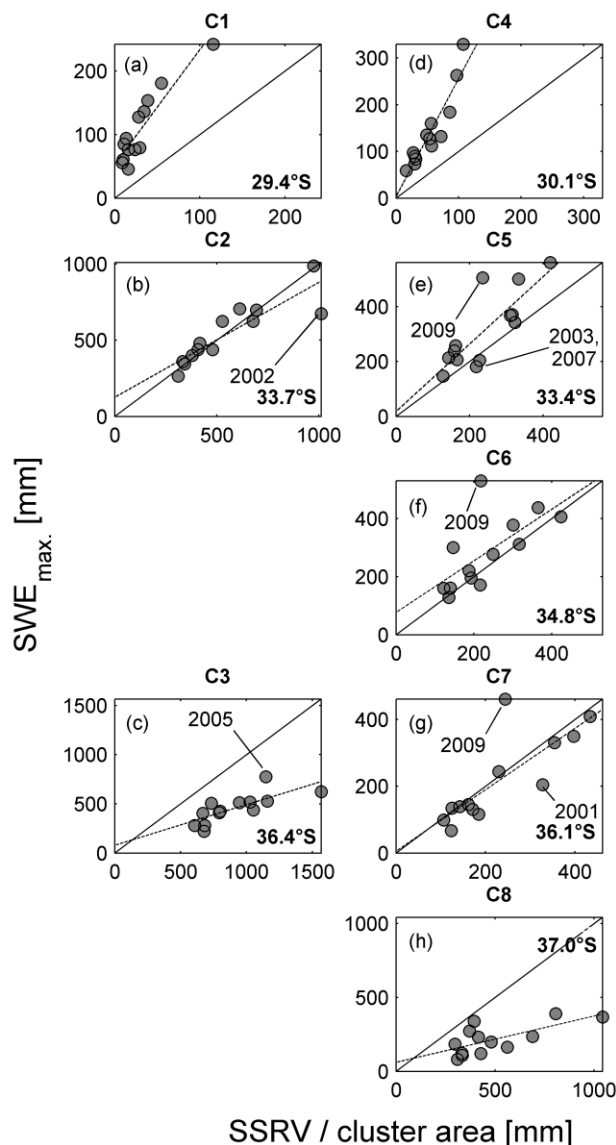 C1
(a)
29.4°S
0
100
200
0
100
200
C4
(d)
30.1°S
0
100
200
300
0
100
200
300
C2
(b)
2002
33.7°S
0
500
1000
0
500
1000
C5
(e)
2009
2003,
2007
33.4°S
0
200
400
0
200
400
C6
(f)
2009
34.8°S
0
200
400
0
200
400
C3
(c)
2005
36.4°S
0
500
1000
1500
0
500
1000
1500
C7
(g)
2009
2001
36.1°S
0
200
400
0
200
400
C8
(h)
37.0°S
0
500
1000
0
500
1000
SWEmax. [mm]
SSRV / cluster area [mm]